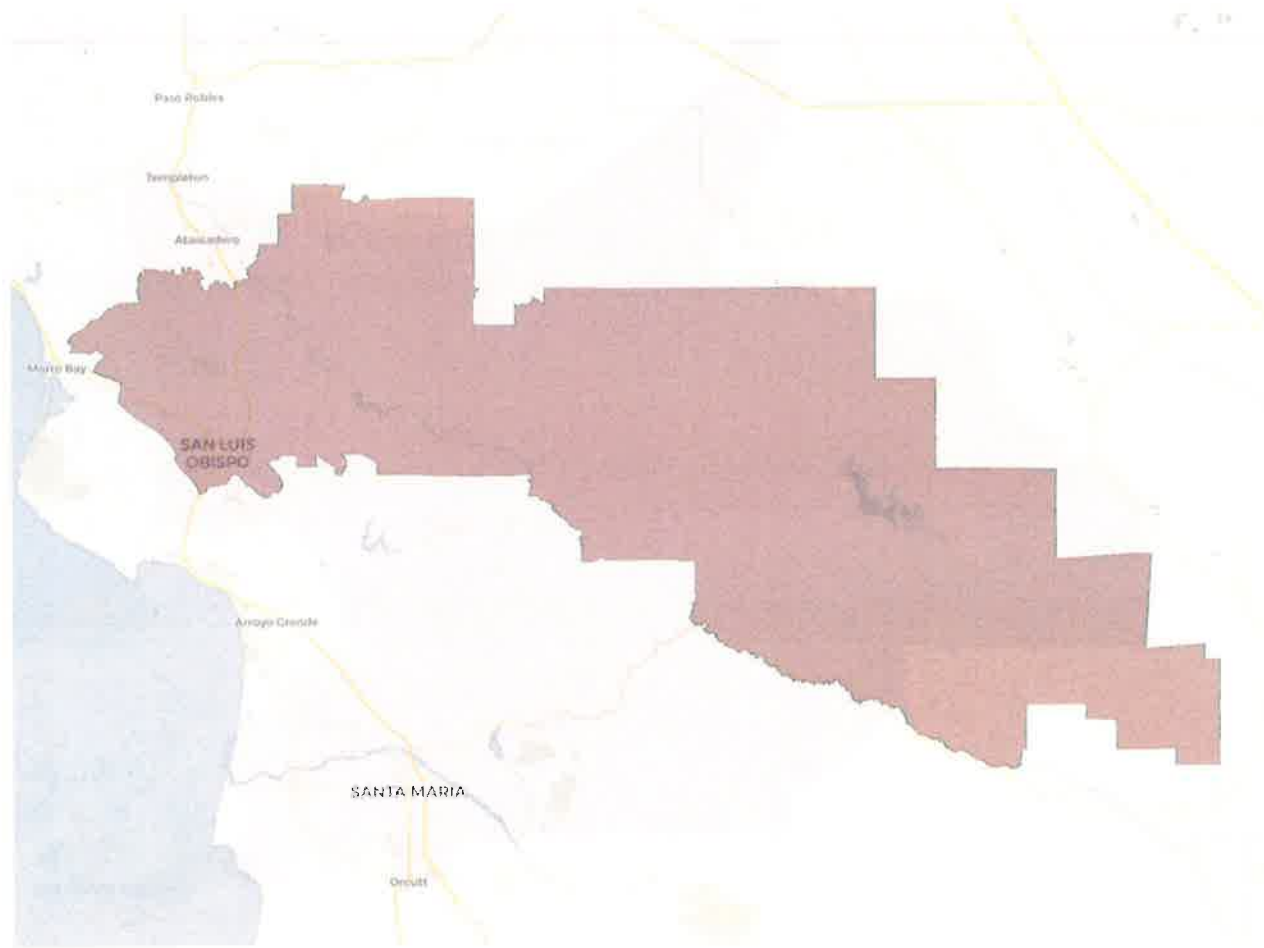 Paso Robles
Templeton
Atascadero
Morro Bay
SAN LUIS
OBISPO
Arroyo Grande
SANTA MARIA
Orcutt